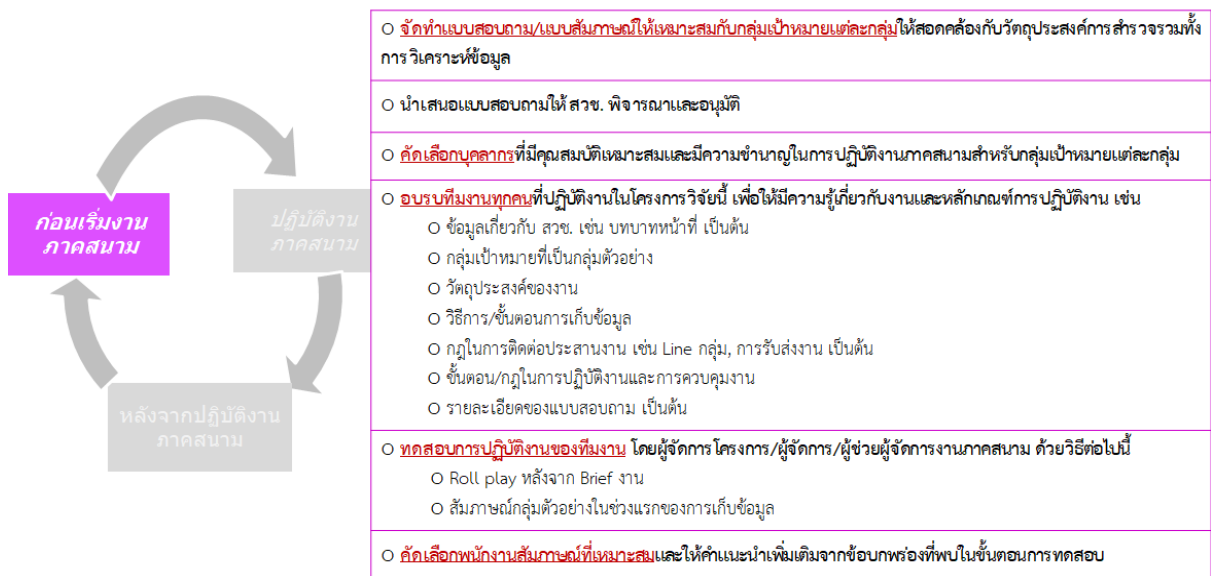 ก่อนเริ่มงาน
ภาคสนาม
ปฏิบัติงาน
ภาคสนาม
หลังจากปฏิบัติงาน
ภาคสนาม
O จัดทำแบบสอบถาม/แบบสัมภาษณ์ให้เหมาะสมกับกลุ่มเป้าหมายแต่ละกลุ่มให้สอดคล้องกับวัตถุประสงค์การสำรวจรวมทั้ง
การวิเคราะห์ข้อมูล
O นำเสนอแบบสอบถามให้ สวช. พิจารณาและอนุมัติ
O คัดเลือกบุคลากรที่มีคุณสมบัติเหมาะสมและมีความชำนาญในการปฏิบัติงานภาคสนามสำหรับกลุ่มเป้าหมายแต่ละกลุ่ม
O อบรบทีมงานทุกคนที่ปฏิบัติงานในโครงการวิจัยนี้ เพื่อให้มีความรู้เกี่ยวกับงานและหลักเกณฑ์การปฏิบัติงาน เช่น
O ข้อมูลเกี่ยวกับ สวช. เช่น บทบาทหน้าที่ เป็นต้น
O กลุ่มเป้าหมายที่เป็นกลุ่มตัวอย่าง
O วัตถุประสงค์ของงาน
O วิธีการ/ขั้นตอนการเก็บข้อมูล
O กฎในการติดต่อประสานงาน เช่น Line กลุ่ม, การรับส่งงาน เป็นต้น
O ขั้นตอน/กฎในการปฏิบัติงานและการควบคุมงาน
O รายละเอียดของแบบสอบถาม เป็นต้น
O ทดสอบการปฏิบัติงานของทีมงาน โดยผู้จัดการโครงการ/ผู้จัดการ/ผู้ช่วยผู้จัดการงานภาคสนาม ด้วยวิธีต่อไปนี้
O Roll play หลังจาก Brief งาน
O สัมภาษณ์กลุ่มตัวอย่างในช่วงแรกของการเก็บข้อมูล
O คัดเลือกพนักงานสัมภาษณ์ที่เหมาะสมและให้คำแนะนำเพิ่มเติมจากข้อบกพร่องที่พบในขั้นตอนการทดสอบ